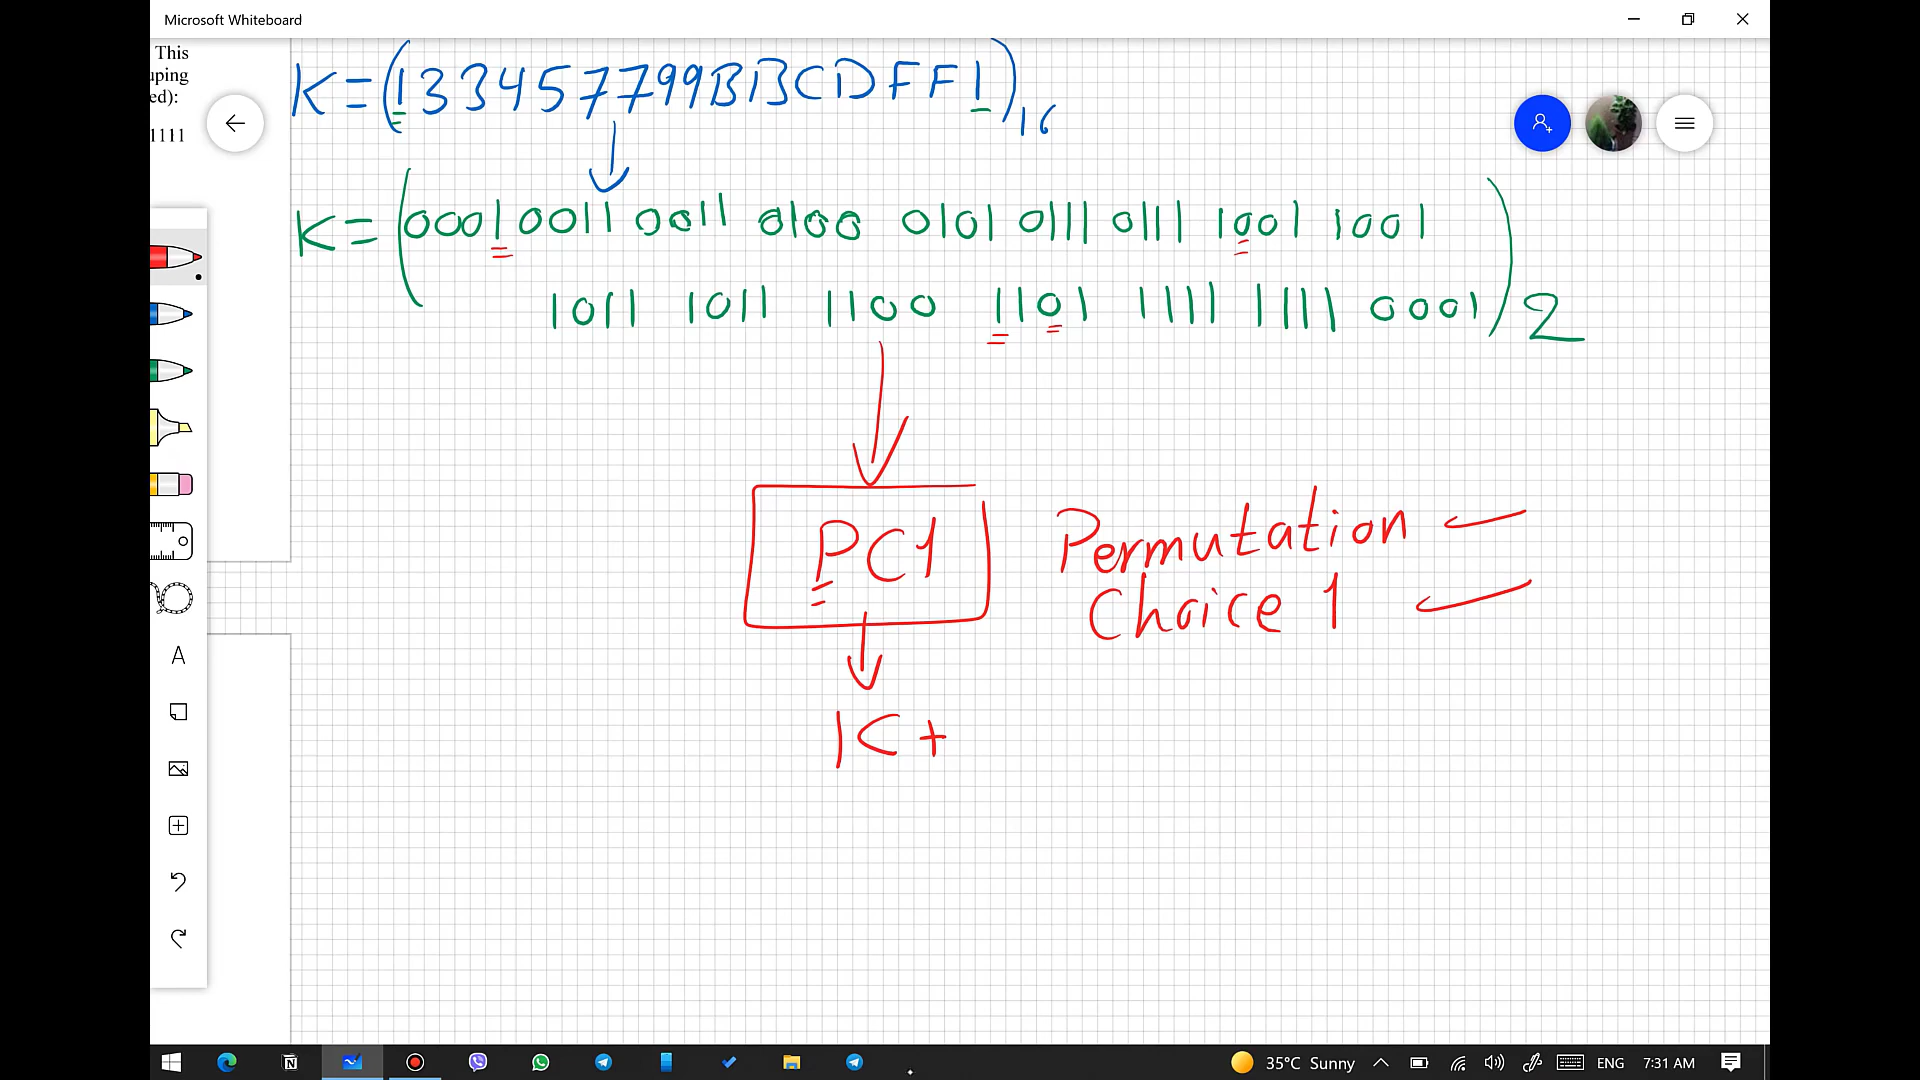 Microsoft Whiteboard
This
uping
ed):
1111
K=(133457799BBCDFF1)16
K=(0001 0011 0011 0100 0101 0111 0111 1001 1001
1011 1011 1100 1101 1111 1111 0001)2
PC1
Permutation
Choice 1
K+
A
35°C Sunny
ENG
7:31 AM